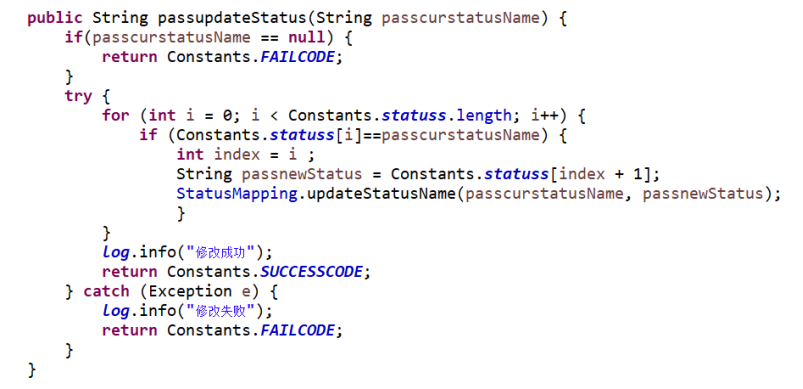 public String passupdateStatus(String passcurstatusName) {
    if(passcurstatusName == null) {
        return Constants.FAILCODE;
    }
    try {
        for (int i = 0; i < Constants.statuss.length; i++) {
            if (Constants.statuss[i]==passcurstatusName) {
                int index = i ;
                String passnewStatus = Constants.statuss[index + 1];
                StatusMapping.updateStatusName(passcurstatusName, passnewStatus);
                }
        }
        log.info("修改成功");
        return Constants.SUCCESSCODE;
    } catch (Exception e) {
        log.info("修改失败");
        return Constants.FAILCODE;
    }
}